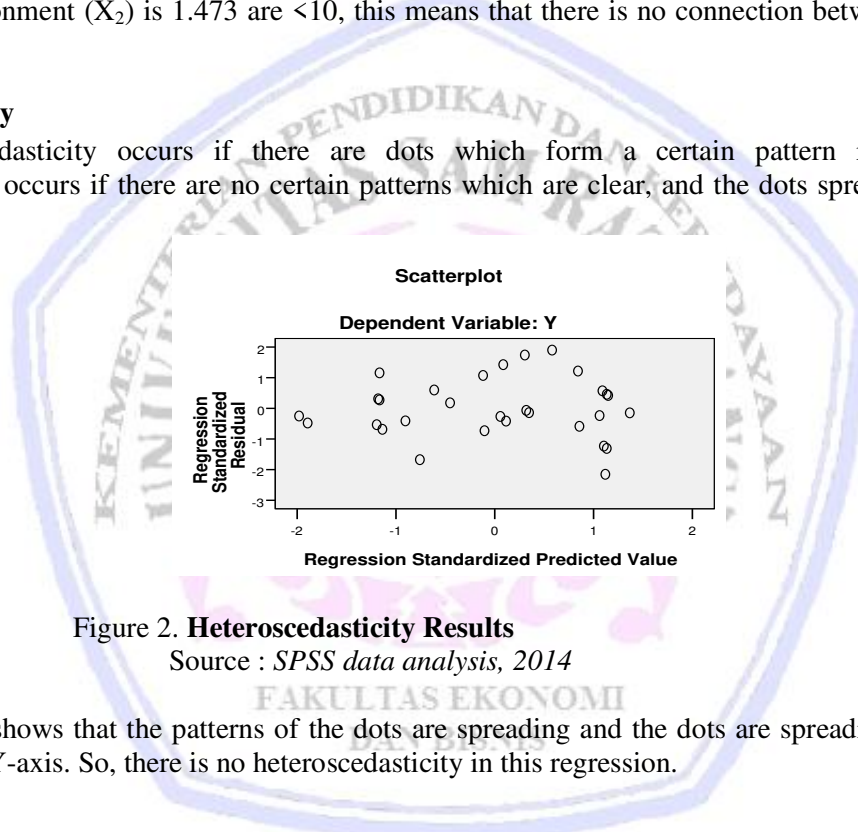 onment (X₂) is 1.473 are <10, this means that there is no connection betw
y
dasticity occurs if there are dots which form a certain pattern
occurs if there are no certain patterns which are clear, and the dots spre
Scatterplot
Dependent Variable: Y
Regression
Standardized
Residual
2
1
0
-1
-2
-3
-2 -1 0 1 2
Regression Standardized Predicted Value
Figure 2. Heteroscedasticity Results
Source : SPSS data analysis, 2014
FAKULTAS EKONOMI
DAN BISNIS
shows that the patterns of the dots are spreading and the dots are spreadi
Y-axis. So, there is no heteroscedasticity in this regression.